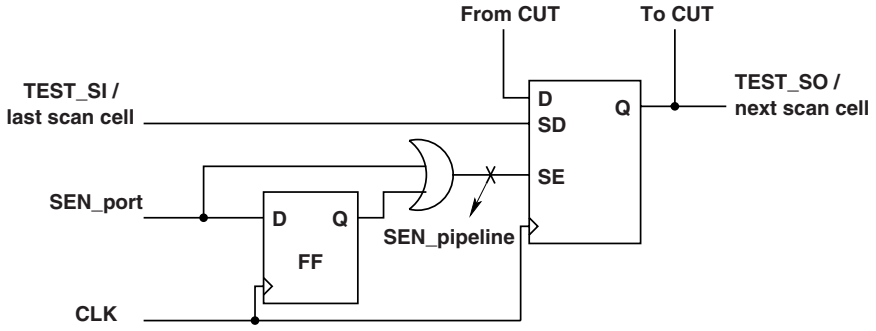 From CUT
To CUT
TEST_SI /
last scan cell
TEST_SO /
next scan cell
D
Q
SD
SE
SEN_port
D
Q
FF
SEN_pipeline
CLK